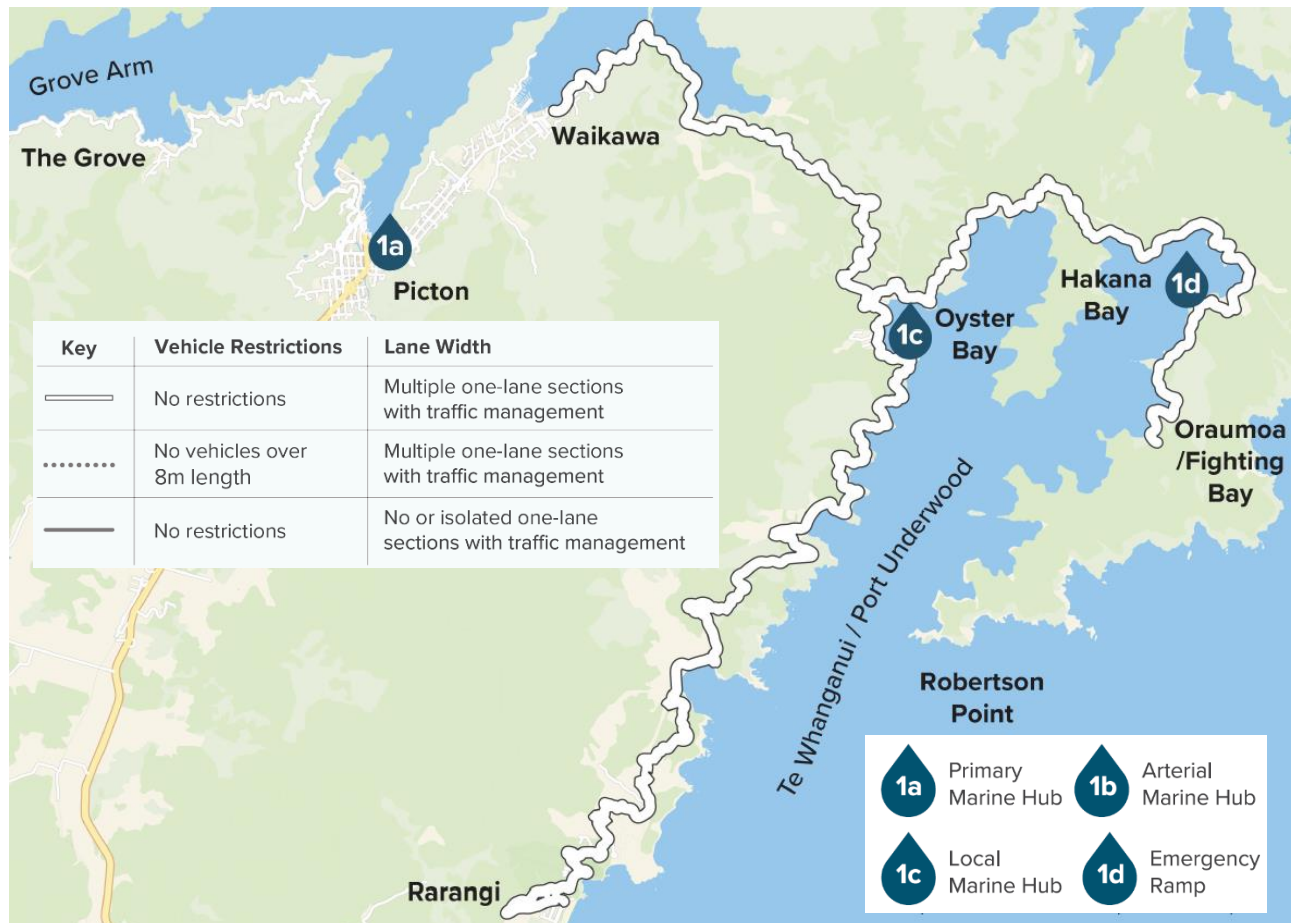 Grove Arm
The Grove
Waikawa
1a
Picton
Hakana
Bay
1d
1c
Oyster
Bay
Oraumoa
/Fighting
Bay
Key
Vehicle Restrictions
Lane Width
No restrictions
Multiple one-lane sections
with traffic management
No vehicles over
8m length
Multiple one-lane sections
with traffic management
No restrictions
No or isolated one-lane
sections with traffic management
Te Whanganui / Port Underwood
Robertson
Point
Rarangi
1a
Primary
Marine Hub
1b
Arterial
Marine Hub
1c
Local
Marine Hub
1d
Emergency
Ramp